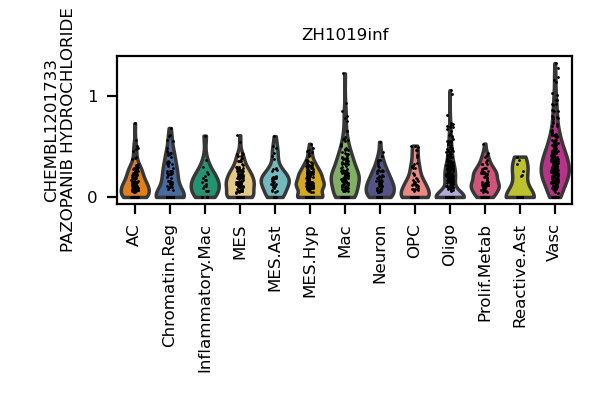 ZH1019inf
CHEMBL1201733
PAZOPANIB HYDROCHLORIDE
1
0
AC
Chromatin.Reg
Inflammatory.Mac
MES
MES.Ast
MES.Hyp
Mac
Neuron
OPC
Oligo
Prolif.Metab
Reactive.Ast
Vasc